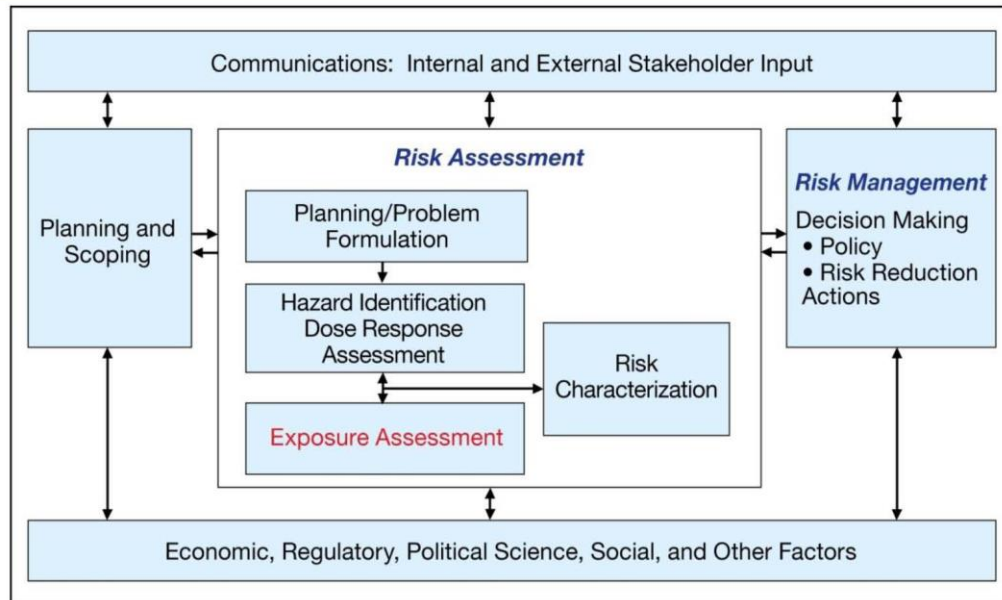 Communications: Internal and External Stakeholder Input
Planning and
Scoping
Risk Assessment
Planning/Problem
Formulation
Hazard Identification
Dose Response
Assessment
Exposure Assessment
Risk
Characterization
Risk Management
Decision Making
• Policy
• Risk Reduction
Actions
Economic, Regulatory, Political Science, Social, and Other Factors